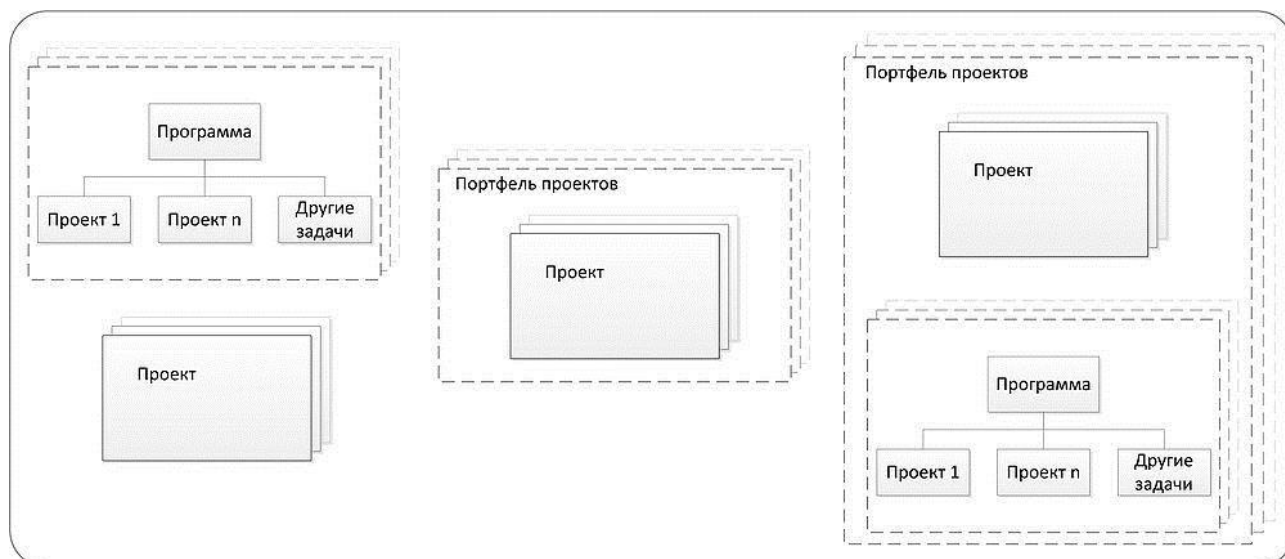 Программа
Проект 1
Проект n
Другие
задачи
Проект
Портфель проектов
Проект
Портфель проектов
Проект
Программа
Проект 1
Проект n
Другие
задачи